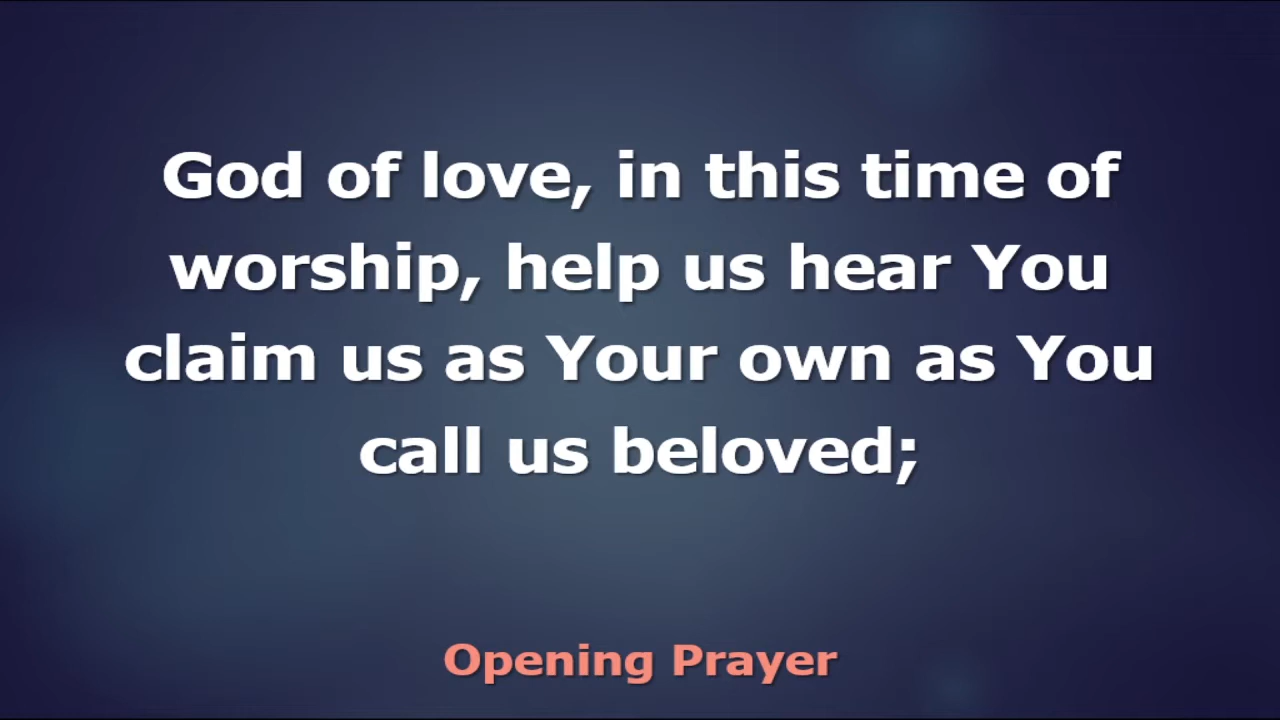 God of love, in this time of
worship, help us hear You
claim us as Your own as You
call us beloved;
Opening Prayer